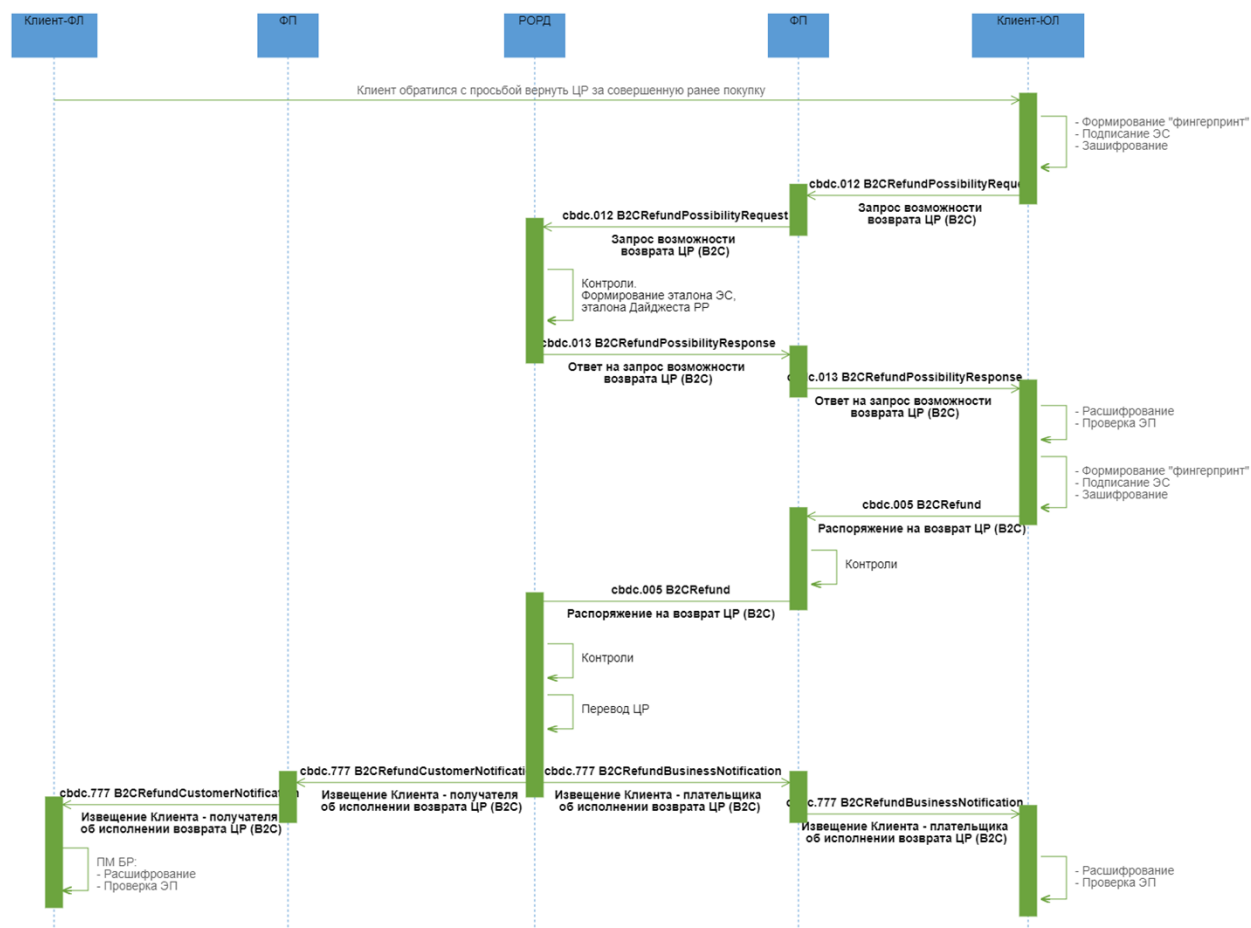 Клиент-ФЛ
ФП
РОРД
ФП
Клиент-ЮЛ
Клиент обратился с просьбой вернуть ЦР за совершенную ранее покупку
- Формирование "фингерпринт"
- Подписание ЭС
- Зашифрование
cbdc.012 B2CRefundPossibilityRequ
Запрос возможности
возврата ЦР (B2C)
cbdc.012 B2CRefundPossibilityRequest
Запрос возможности
возврата ЦР (B2C)
Контроли.
Формирование эталона ЭС,
эталона Дайджеста РР
cbdc.013 B2CRefundPossibilityResponse
Ответ на запрос возможности
возврата ЦР (B2C)
c.013 B2CRefundPossibilityResponse
Ответ на запрос возможности
возврата ЦР (B2C)
- Расшифрование
- Проверка ЭП
- Формирование "фингерпринт"
- Подписание ЭС
- Зашифрование
cbdc.005 B2CRefund
Распоряжение на возврат ЦР (B2C)
Контроли
cbdc.005 B2CRefund
Распоряжение на возврат ЦР (B2C)
Контроли
Перевод ЦР
cbdc.777 B2CRefundCustomerNotificati
Извещение Клиента - получателя
об исполнении возврата ЦР (B2C)
cbdc.777 B2CRefundBusinessNotification
Извещение Клиента - плательщика
об исполнении возврата ЦР (B2C)
cbdc.777 B2CRefundCustomerNotification
Извещение Клиента - получателя
об исполнении возврата ЦР (B2C)
c.777 B2CRefundBusinessNotification
Извещение Клиента - плательщика
об исполнении возврата ЦР (B2C)
ПМ БР:
- Расшифрование
- Проверка ЭП
- Расшифрование
- Проверка ЭП